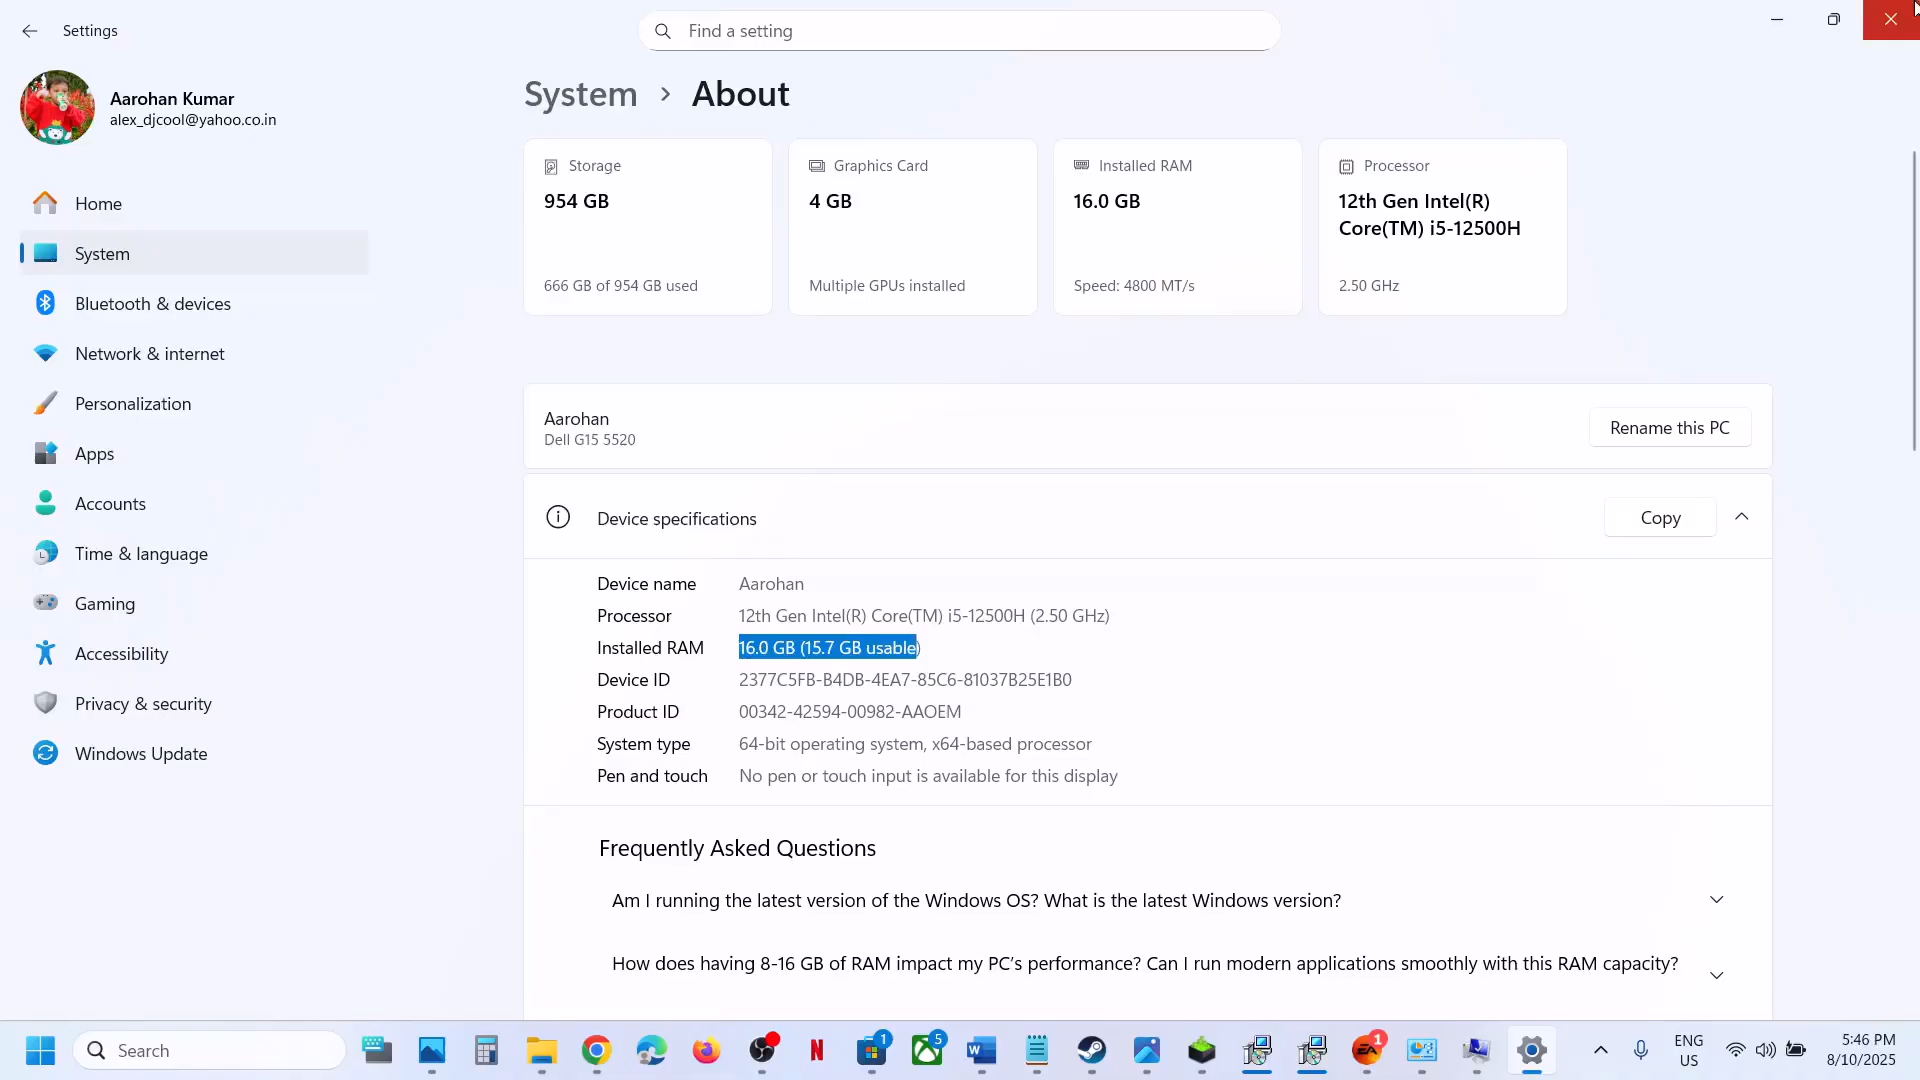 Settings
Find a setting
Aarohan Kumar
alex_djcool@yahoo.co.in
Home
System
Bluetooth & devices
Network & internet
Personalization
Apps
Accounts
Time & language
Gaming
Accessibility
Privacy & security
Windows Update
System > About
Storage
954 GB
666 GB of 954 GB used
Graphics Card
4 GB
Multiple GPUs installed
Installed RAM
16.0 GB
Speed: 4800 MT/s
Processor
12th Gen Intel(R)
Core(TM) i5-12500H
2.50 GHz
Aarohan
Dell G15 5520
Rename this PC
Device specifications
Copy
Device name Aarohan
Processor 12th Gen Intel(R) Core(TM) i5-12500H (2.50 GHz)
Installed RAM 16.0 GB (15.7 GB usable)
Device ID 2377C5FB-B4DB-4EA7-85C6-81037B25E1B0
Product ID 00342-42594-00982-AAOEM
System type 64-bit operating system, x64-based processor
Pen and touch No pen or touch input is available for this display
Frequently Asked Questions
Am I running the latest version of the Windows OS? What is the latest Windows version?
How does having 8-16 GB of RAM impact my PC's performance? Can I run modern applications smoothly with this RAM capacity?
Search
N
1
5
W
EA
1
ENG
US
5:46 PM
8/10/2025